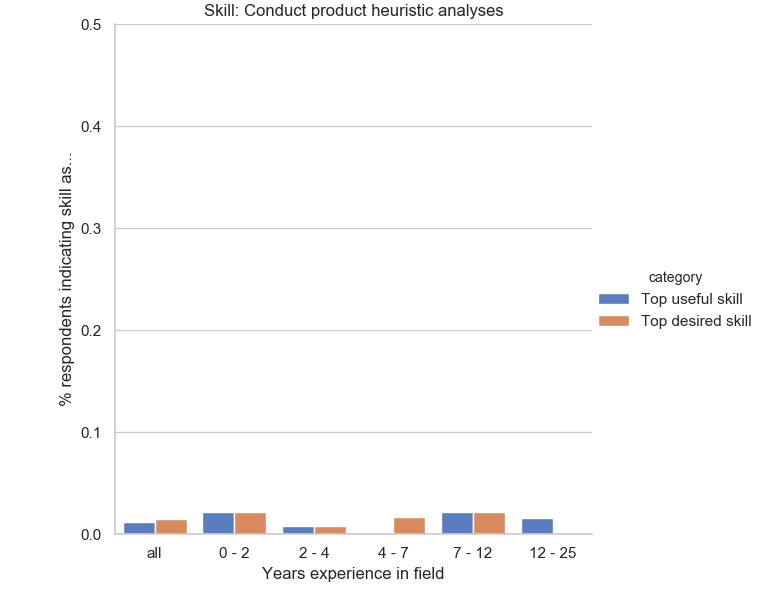 Skill: Conduct product heuristic analyses
0.5
0.4
0.3
0.2
0.1
0.0
% respondents indicating skill as...
all
0 - 2
2 - 4
4 - 7
7 - 12
12 - 25
Years experience in field
category
Top useful skill
Top desired skill